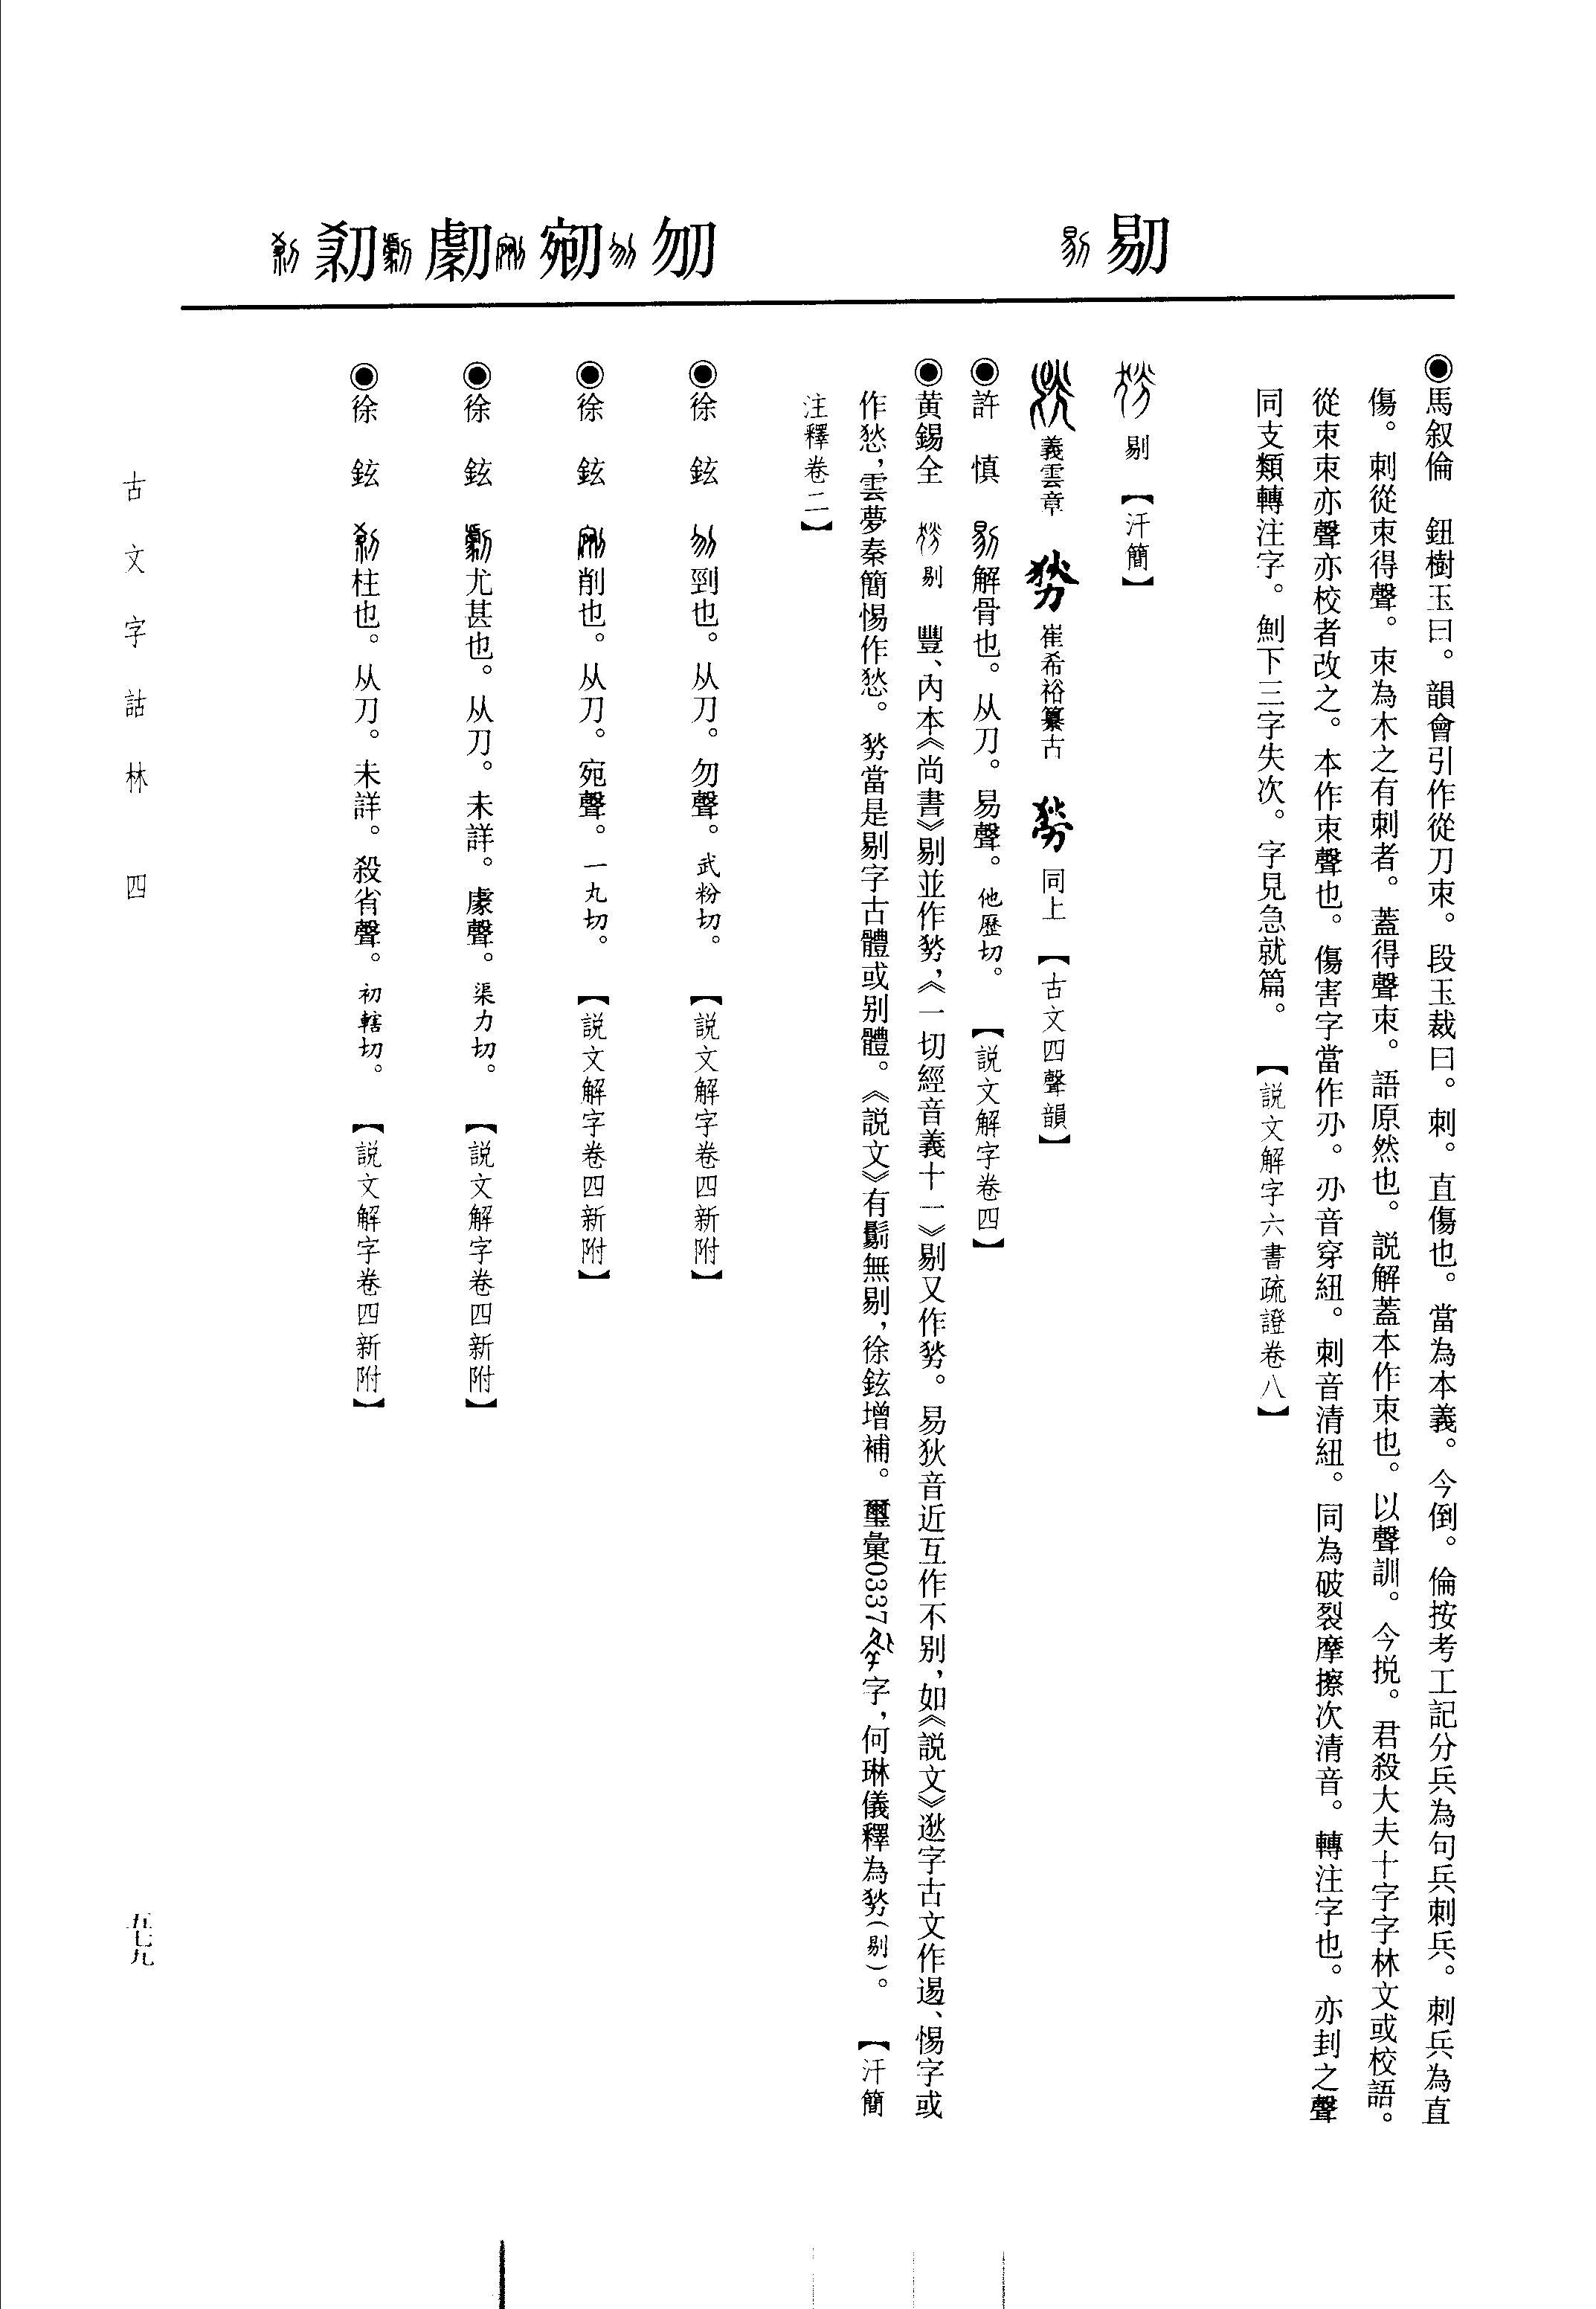 剔
刎 剜 劇 刹
◉馬叙倫　鈕樹玉曰。韻會引作從刀朿。段玉裁曰。刺。直傷也。當為本義。今倒。倫按考工記分兵為句兵刺兵。刺兵為直
傷。刺從朿得聲。朿為木之有刺者。蓋得聲朿。語原然也。説解蓋本作朿也。以聲訓。今捝。君殺大夫十字字林文或校語。
從朿朿亦聲亦校者改之。本作朿聲也。傷害字當作刅。刅音穿紐。刺音清紐。同為破裂摩擦次清音。轉注字也。亦刲之聲
同支類轉注字。劁下三字失次。字見急就篇。　【説文解字六書疏證卷八】
剔　【汗簡】
義雲章　崔希裕纂古　同上　【古文四聲韻】
◉許　慎　解骨也。从刀。易聲。他歷切。　【説文解字卷四】
◉黄錫全　剔　豐、内本《尚書》剔並作㔍，《一切經音義十一》剔又作㔍。易狄音近互作不别，如《説文》逖字古文作逷、惕字或
作悐，雲夢秦簡惕作悐。㔍當是剔字古體或别體。《説文》有鬄無剔，徐鉉增補。璽彙0337字，何琳儀釋為㔍（剔）。　【汗簡
注釋卷二】
◉徐　鉉　剄也。从刀。勿聲。武粉切。　【説文解字卷四新附】
◉徐　鉉　削也。从刀。宛聲。一丸切。　【説文解字卷四新附】
◉徐　鉉　尤甚也。从刀。未詳。豦聲。渠力切。　【説文解字卷四新附】
◉徐　鉉　柱也。从刀。未詳。殺省聲。初轄切。　【説文解字卷四新附】
古文字詁林　四
五七九